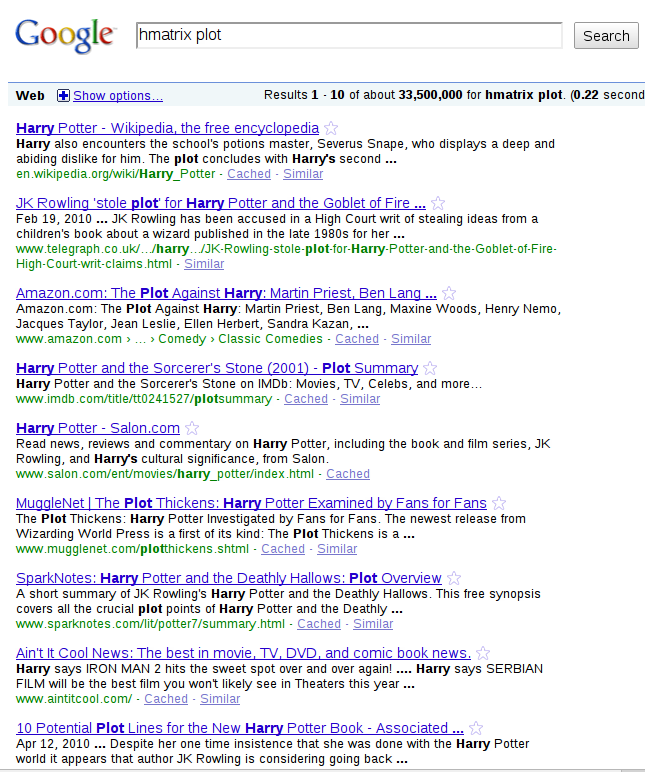 Google
hmatrix plot
Search
Web Show options... Results 1 - 10 of about 33,500,000 for hmatrix plot. (0.22 second
Harry Potter - Wikipedia, the free encyclopedia
Harry also encounters the school's potions master, Severus Snape, who displays a deep and
abiding dislike for him. The plot concludes with Harry's second ...
en.wikipedia.org/wiki/Harry_Potter - Cached - Similar
JK Rowling 'stole plot' for Harry Potter and the Goblet of Fire ...
Feb 19, 2010 ... JK Rowling has been accused in a High Court writ of stealing ideas from a
children's book about a wizard published in the late 1980s for her ...
www.telegraph.co.uk/.../harry.../JK-Rowling-stole-plot-for-Harry-Potter-and-the-Goblet-of-Fire-
High-Court-writ-claims.html - Similar
Amazon.com: The Plot Against Harry: Martin Priest, Ben Lang ...
Amazon.com: The Plot Against Harry: Martin Priest, Ben Lang, Maxine Woods, Henry Nemo,
Jacques Taylor, Jean Leslie, Ellen Herbert, Sandra Kazan, ...
www.amazon.com › ... › Comedy › Classic Comedies - Cached - Similar
Harry Potter and the Sorcerer's Stone (2001) - Plot Summary
Harry Potter and the Sorcerer's Stone on IMDb: Movies, TV, Celebs, and more...
www.imdb.com/title/tt0241527/plotsummary - Cached - Similar
Harry Potter - Salon.com
Read news, reviews and commentary on Harry Potter, including the book and film series, JK
Rowling, and Harry's cultural significance, from Salon.
www.salon.com/ent/movies/harry_potter/index.html - Cached
MuggleNet | The Plot Thickens: Harry Potter Examined by Fans for Fans
The Plot Thickens: Harry Potter Investigated by Fans for Fans. The newest release from
Wizarding World Press is a first of its kind: The Plot Thickens is a ...
www.mugglenet.com/plotthickens.shtml - Cached - Similar
SparkNotes: Harry Potter and the Deathly Hallows: Plot Overview
A short summary of JK Rowling's Harry Potter and the Deathly Hallows. This free synopsis
covers all the crucial plot points of Harry Potter and the Deathly ...
www.sparknotes.com/lit/potter7/summary.html - Cached - Similar
Ain't It Cool News: The best in movie, TV, DVD, and comic book news.
Harry says IRON MAN 2 hits the sweet spot over and over again! .... Harry says SERBIAN
FILM will be the best film you won't likely see in Theaters this year ...
www.aintitcool.com/ - Cached - Similar
10 Potential Plot Lines for the New Harry Potter Book - Associated ...
Apr 12, 2010 ... Despite her one time insistence that she was done with the Harry Potter
world it appears that author JK Rowling is considering going back ...